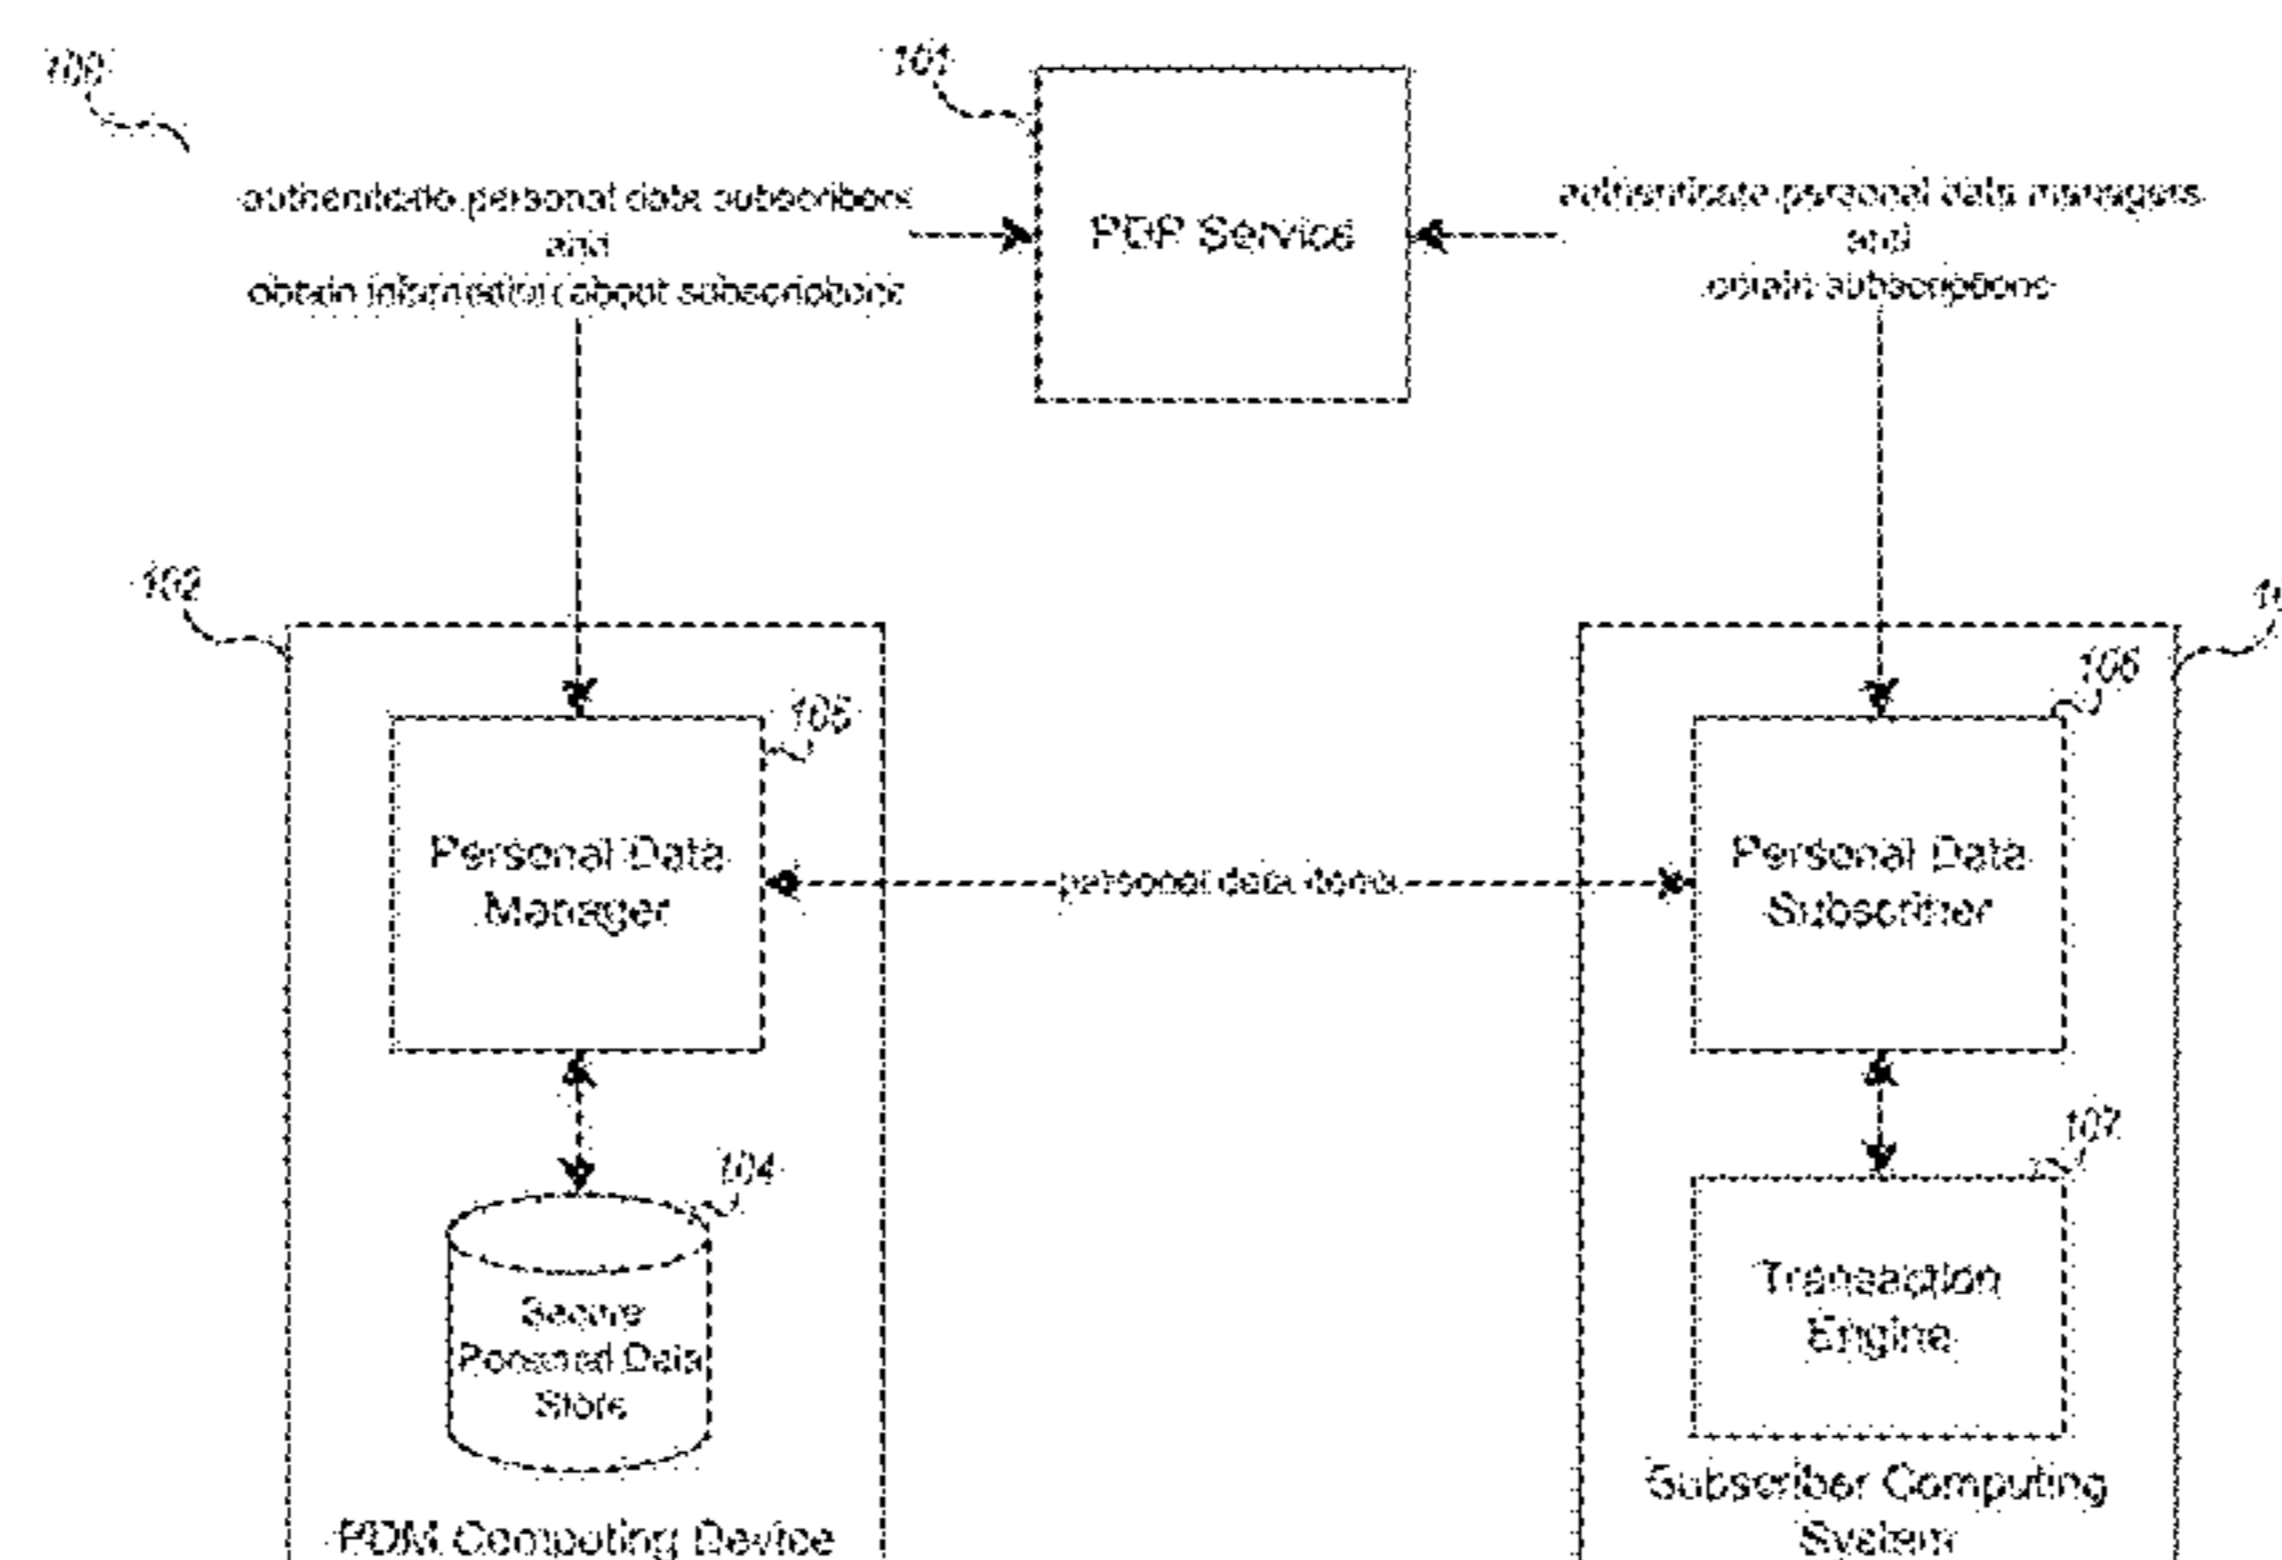 100
101
authenticate personal data subscribers
and
obtain information about subscriptions
PDP Service
authenticate personal data managers
and
obtain subscriptions
102
10
106
105
Personal Data
Manager
personal data items
Personal Data
Subscriber
107
104
Secure
Personal Data
Store
Transaction
Engine
PDM Computing Device
Subscriber Computing
System